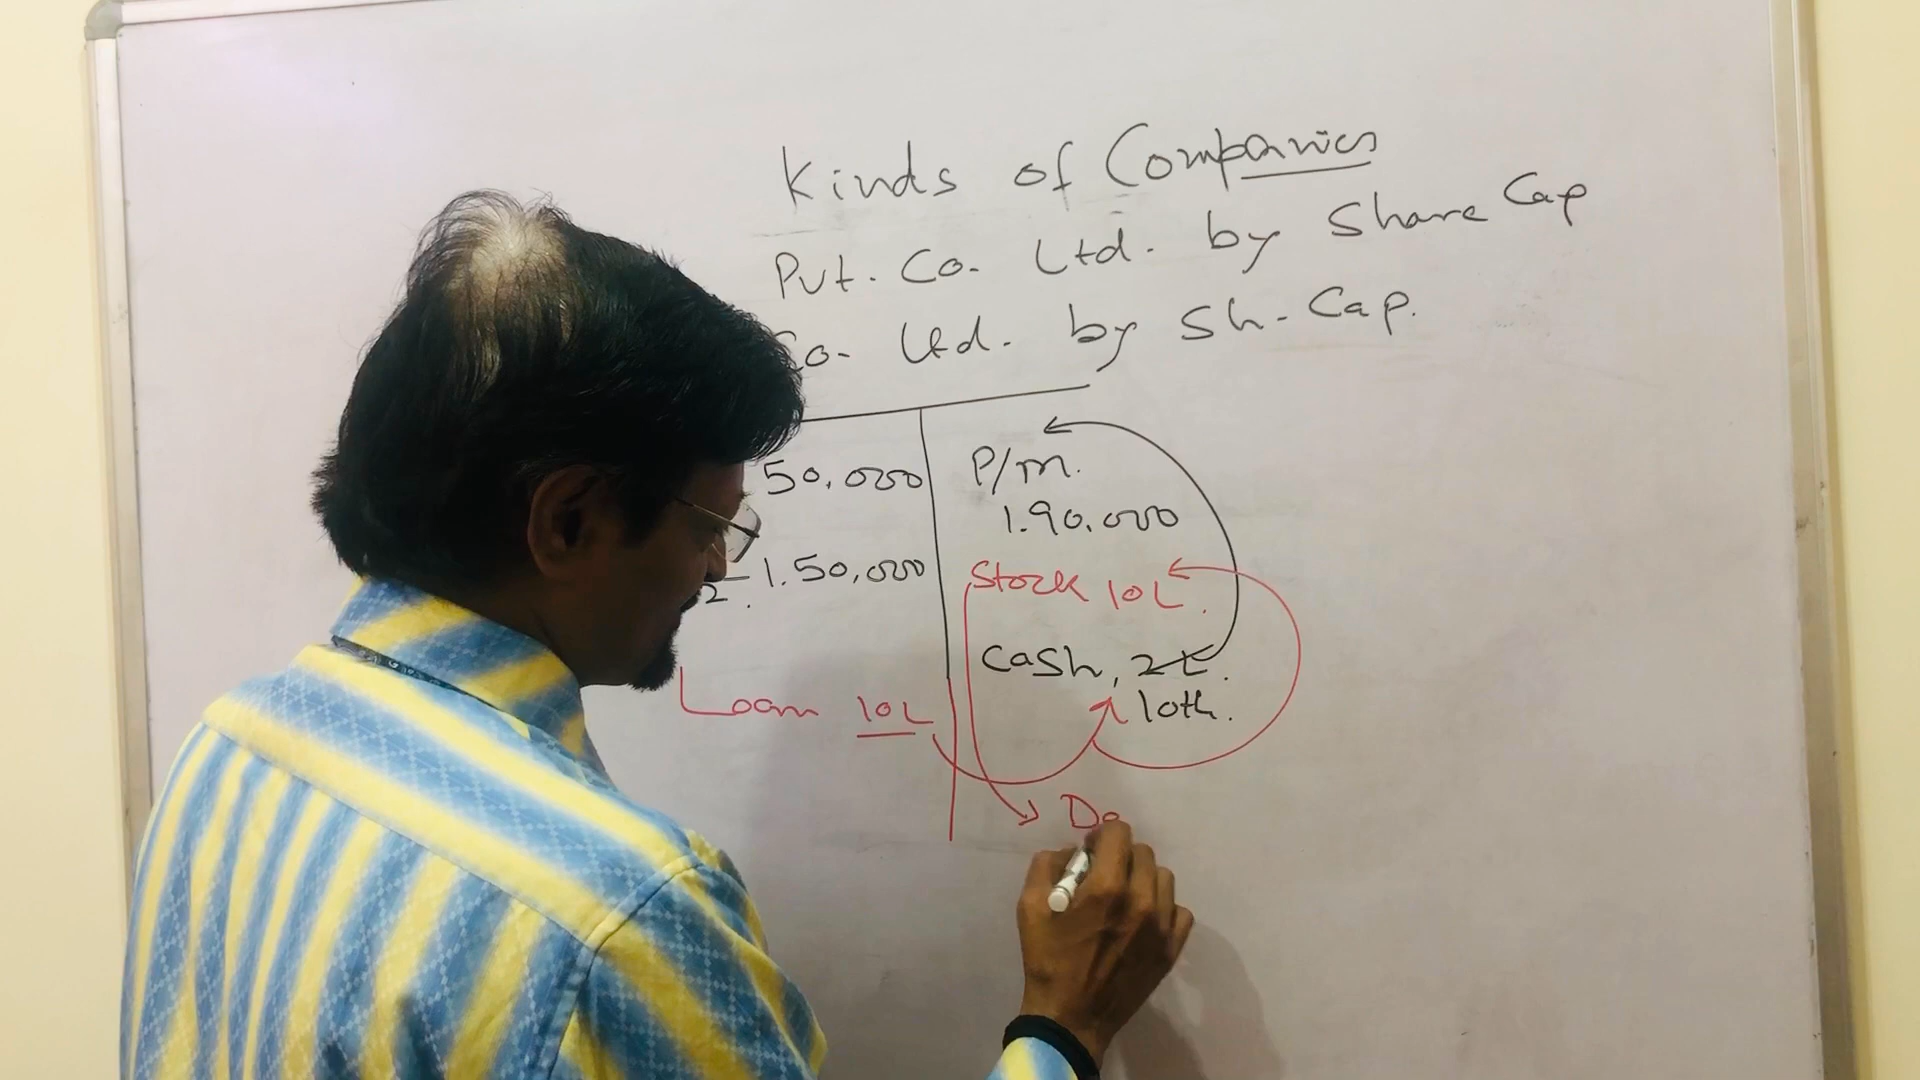 Kinds of Companies
Pvt. Co. Ltd. by Share Cap
Co- Ltd. by Sh- Cap.
50,000
P/m.
1.90,000
2. 1.50,000
Stock 10L.
Cash, 2L.
10th.
Loan 10L